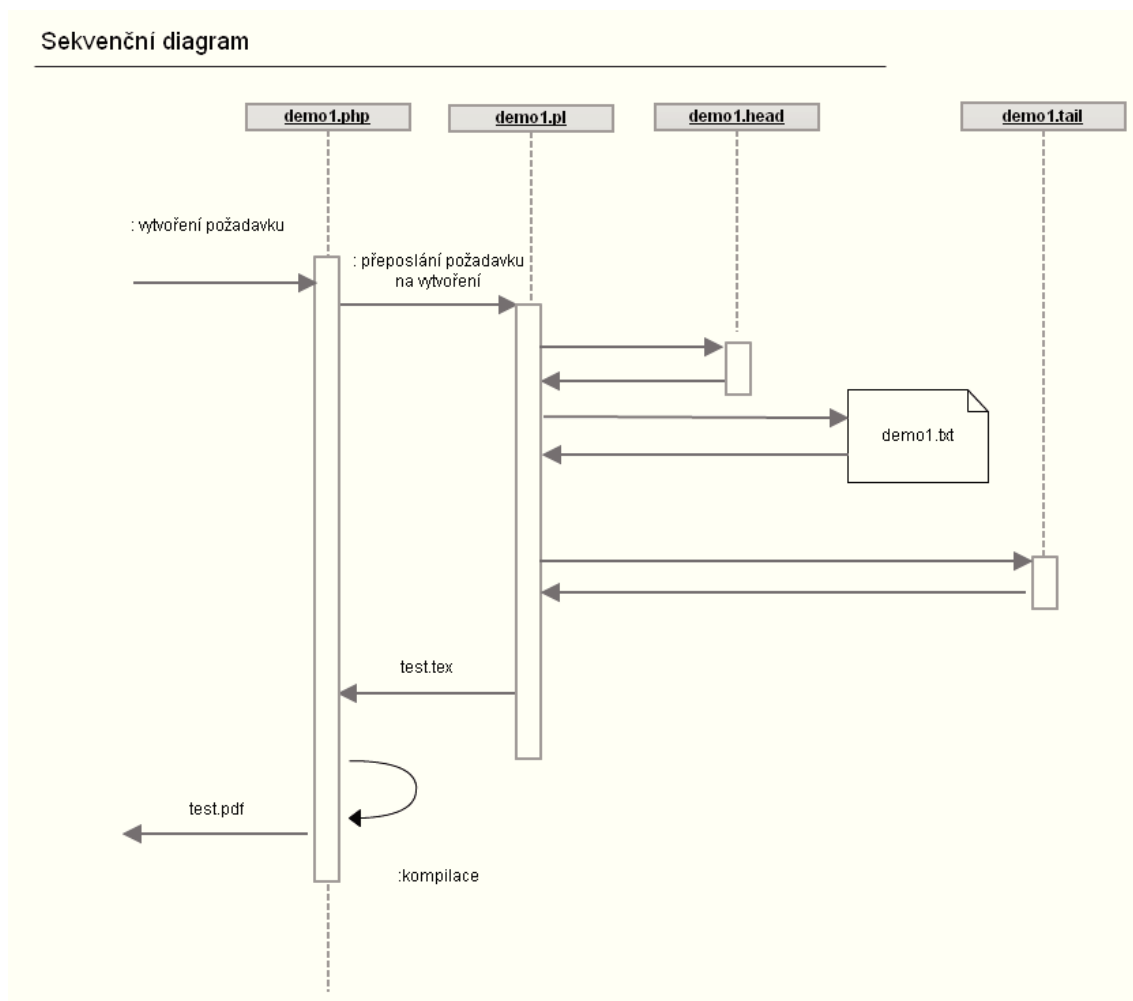 Sekvenční diagram
demo1.php
demo1.pl
demo1.head
demo1.tail
: vytvoření požadavku
: přeposlání požadavku
na vytvoření
demo1.txt
test.tex
test.pdf
:kompilace